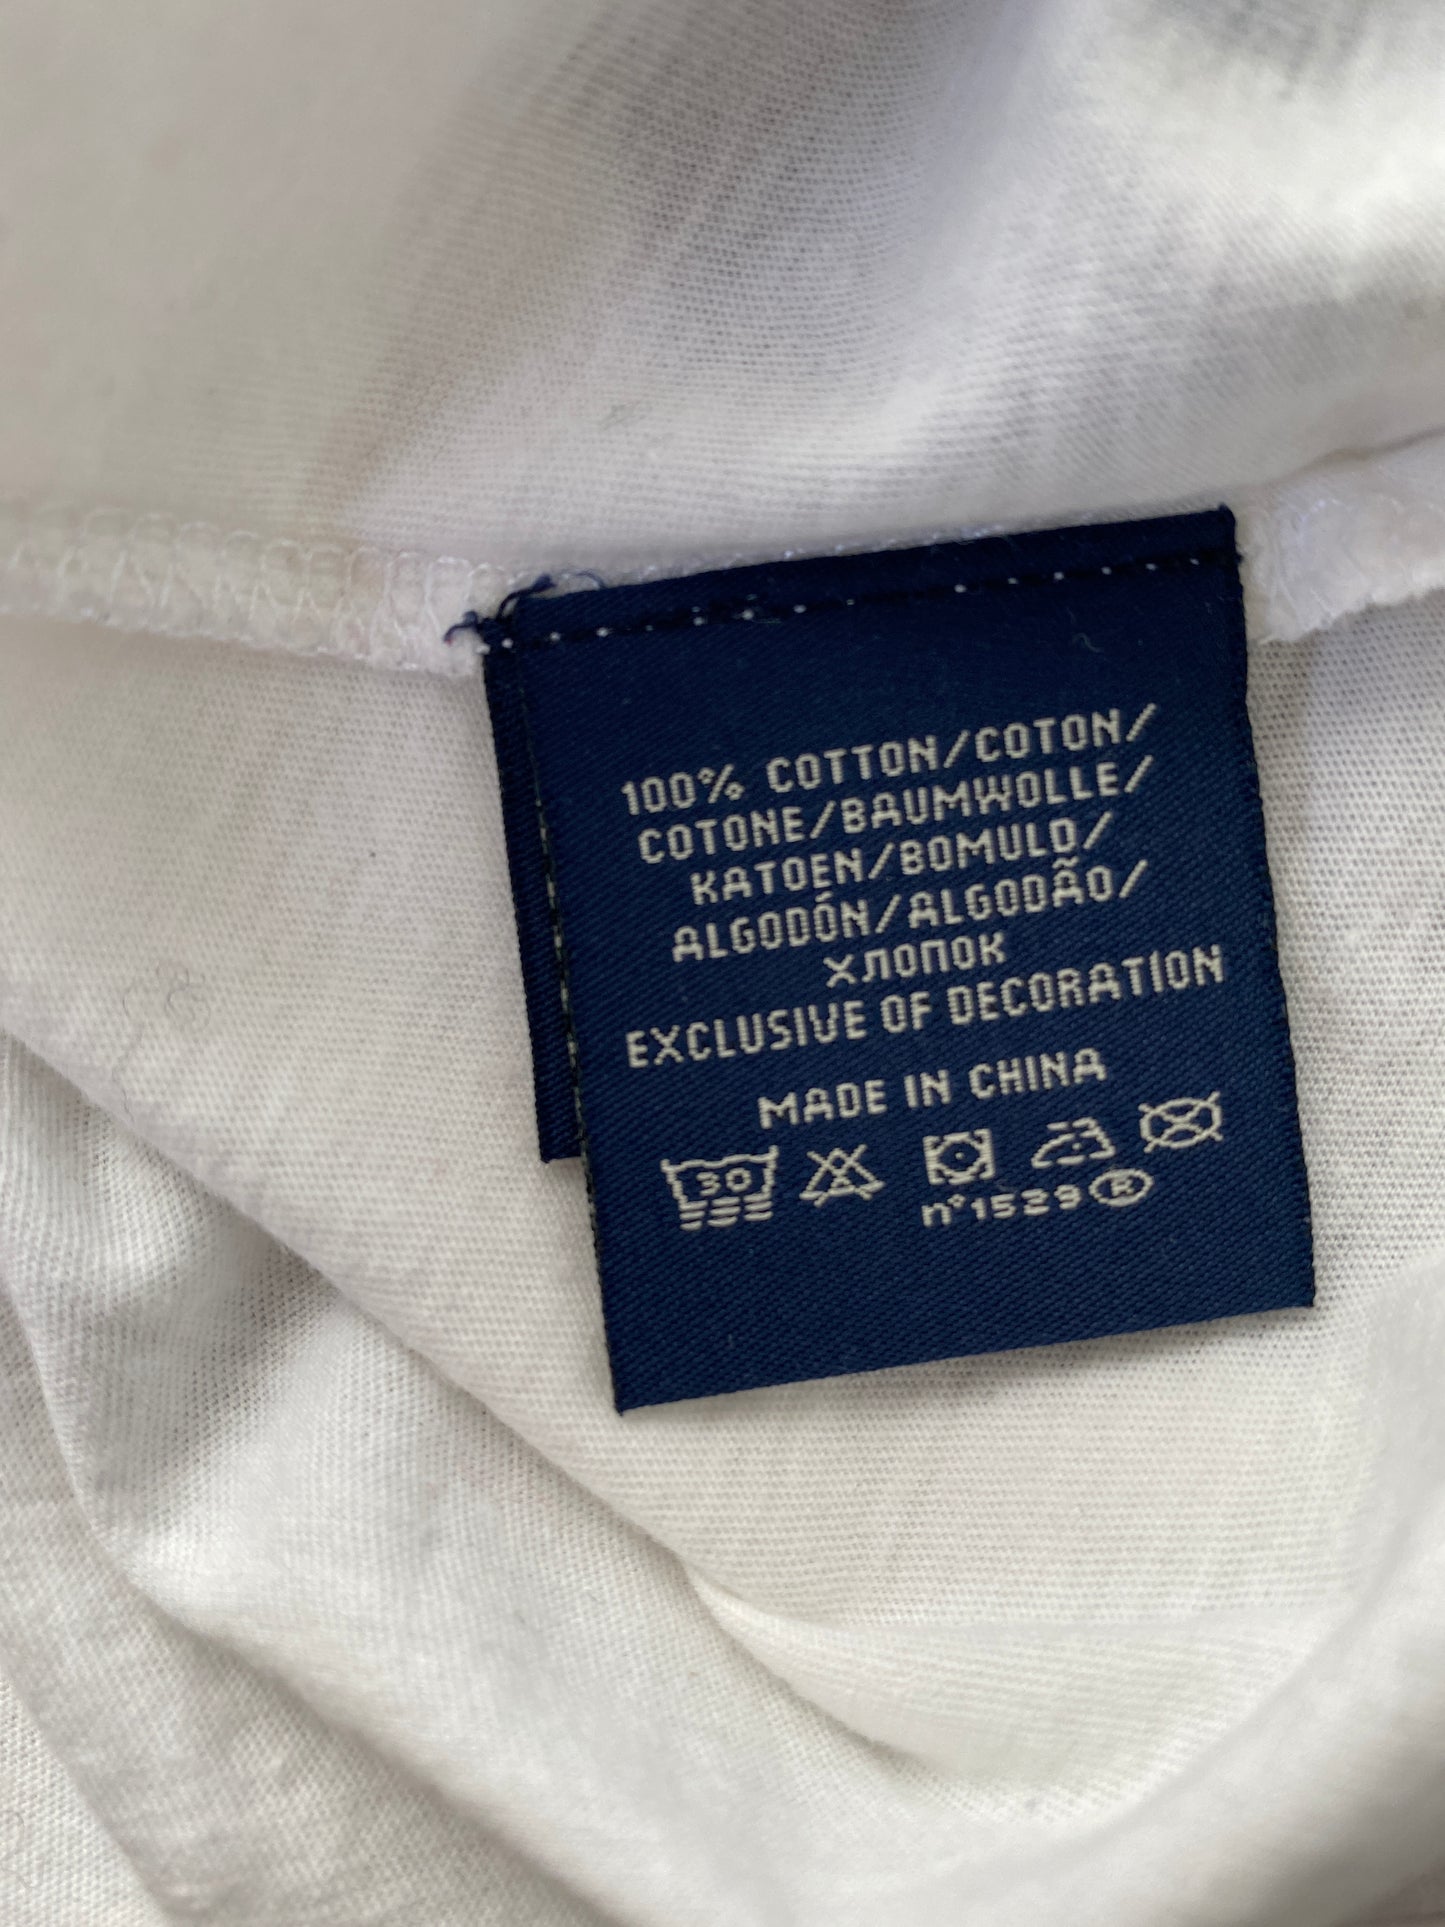 100% COTTON/COTON/
COTONE/BAUMWOLLE/
KATOEN/BOMULD/
ALGODÓN/ALGODÃO/
ХЛОПОК
EXCLUSIVE OF DECORATION
MADE IN CHINA
30
n°1529®